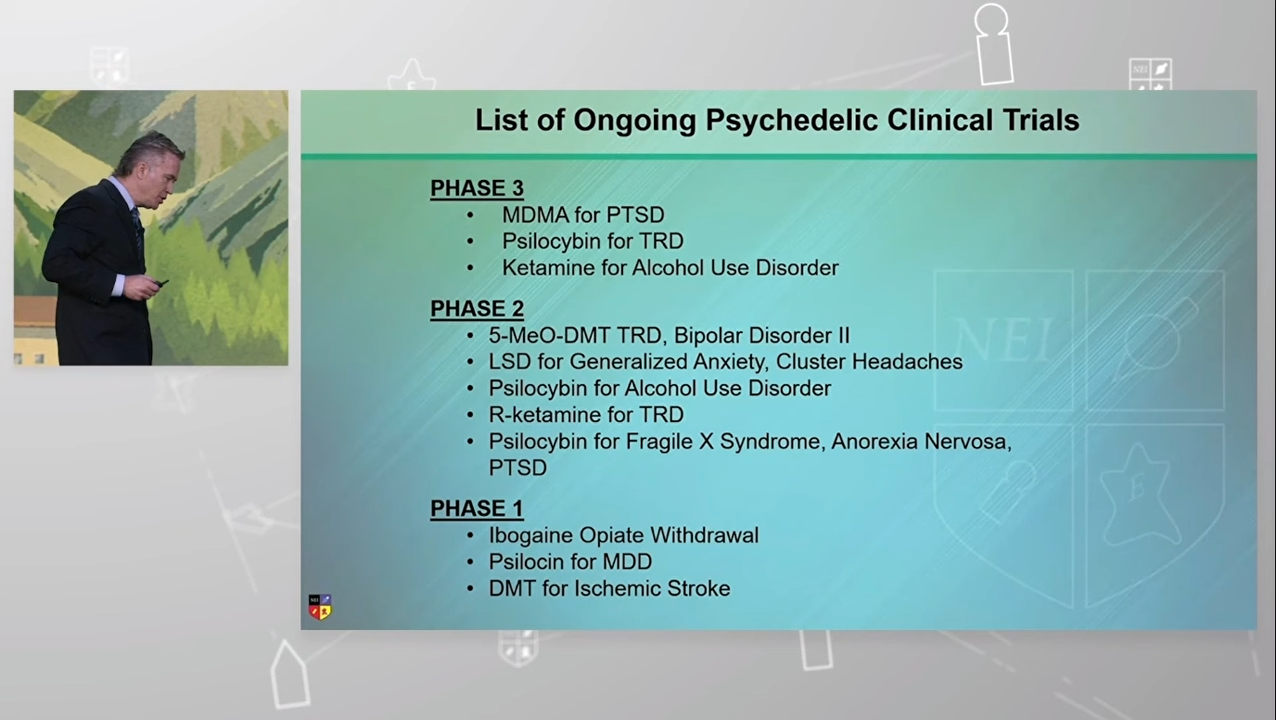 List of Ongoing Psychedelic Clinical Trials
PHASE 3
• MDMA for PTSD
• Psilocybin for TRD
• Ketamine for Alcohol Use Disorder
PHASE 2
• 5-MeO-DMT TRD, Bipolar Disorder II
• LSD for Generalized Anxiety, Cluster Headaches
• Psilocybin for Alcohol Use Disorder
• R-ketamine for TRD
• Psilocybin for Fragile X Syndrome, Anorexia Nervosa,
PTSD
PHASE 1
• Ibogaine Opiate Withdrawal
• Psilocin for MDD
• DMT for Ischemic Stroke
NEI
E
NEI
NEI